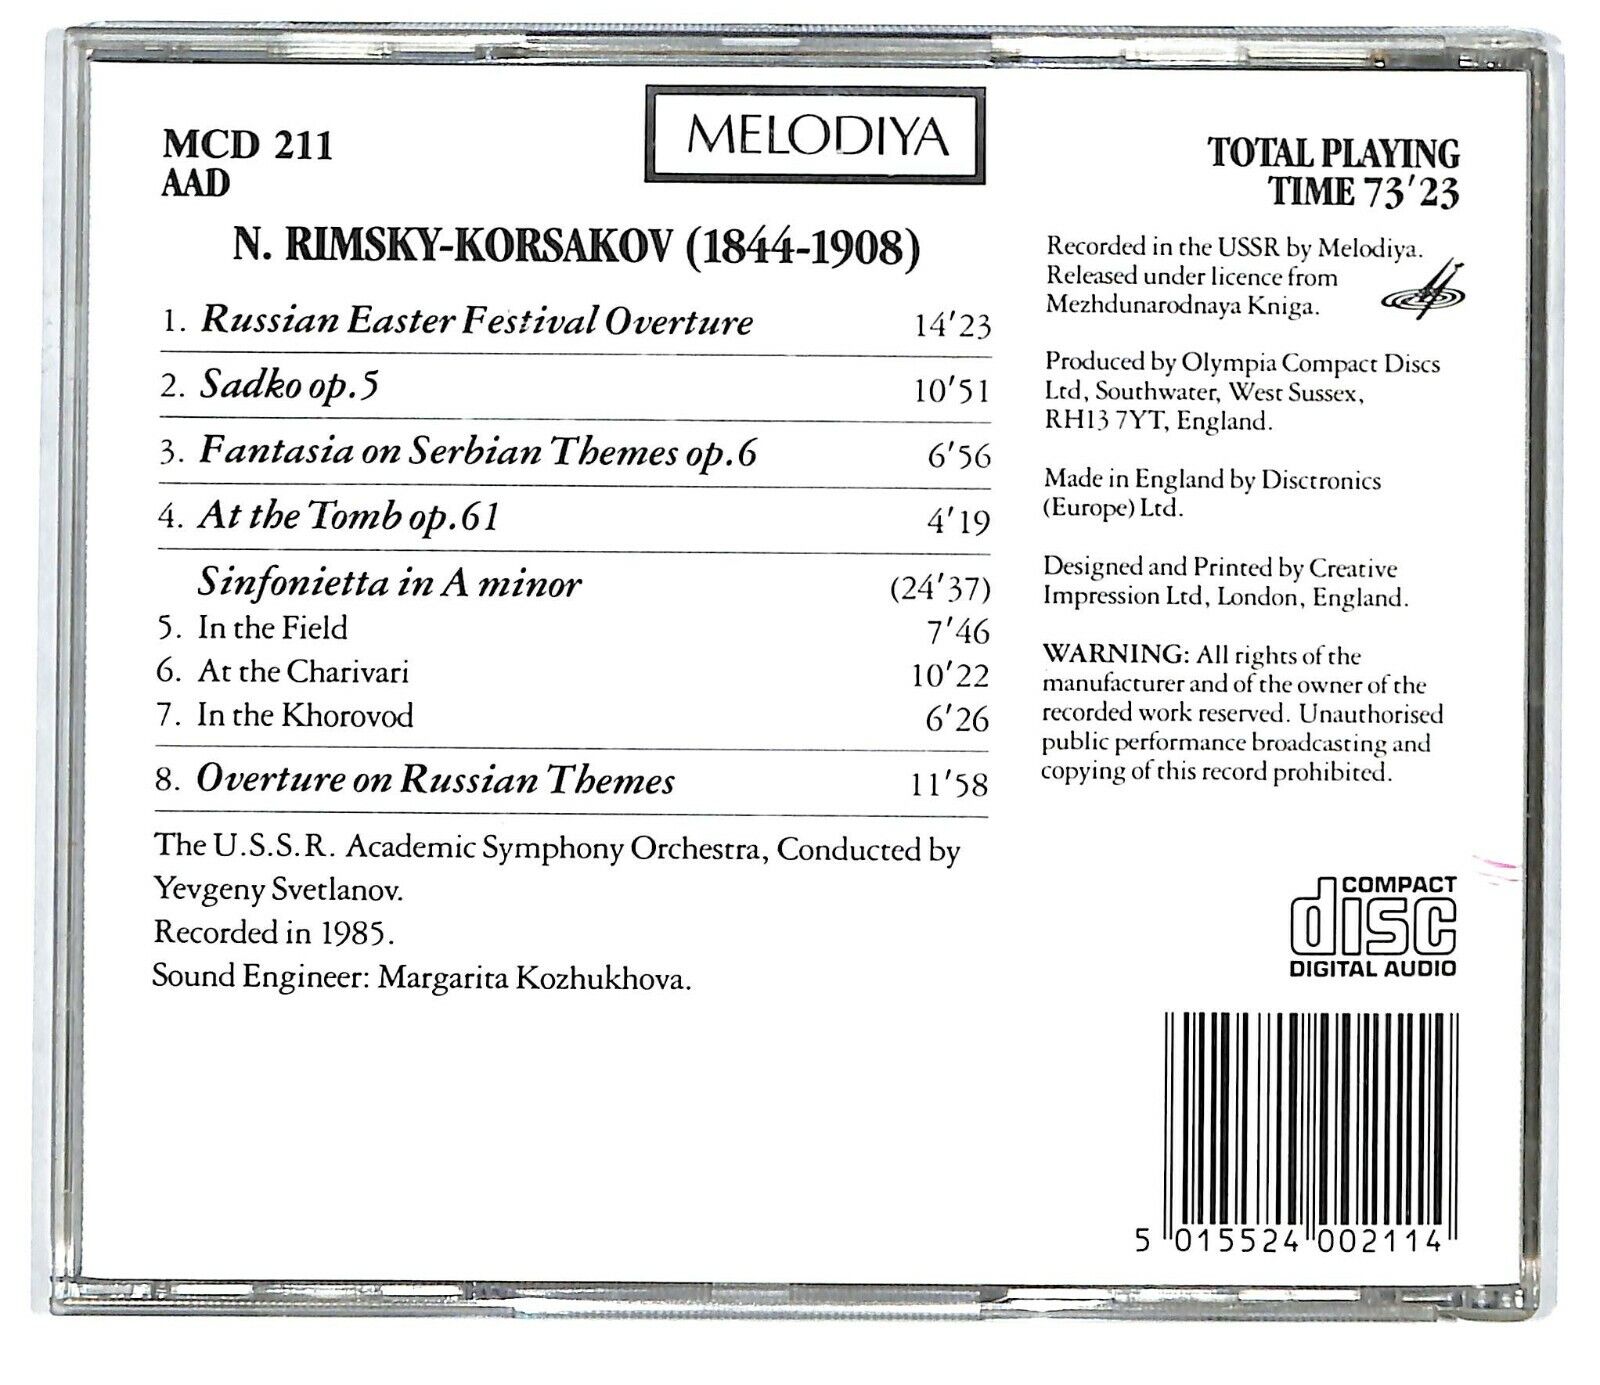 MELODIYA
MCD 211
AAD
N. RIMSKY-KORSAKOV (1844-1908)
1. Russian Easter Festival Overture 14'23
2. Sadko op.5 10'51
3. Fantasia on Serbian Themes op.6 6'56
4. At the Tomb op.61 4'19
Sinfonietta in A minor (24'37)
5. In the Field 7'46
6. At the Charivari 10'22
7. In the Khorovod 6'26
8. Overture on Russian Themes 11'58
The U.S.S.R. Academic Symphony Orchestra, Conducted by
Yevgeny Svetlanov.
Recorded in 1985.
Sound Engineer: Margarita Kozhukhova.
TOTAL PLAYING
TIME 73'23
Recorded in the USSR by Melodiya.
Released under licence from
Mezhdunarodnaya Kniga.
Produced by Olympia Compact Discs
Ltd, Southwater, West Sussex,
RH13 7YT, England.
Made in England by Disctronics
(Europe) Ltd.
Designed and Printed by Creative
Impression Ltd, London, England.
WARNING: All rights of the
manufacturer and of the owner of the
recorded work reserved. Unauthorised
public performance broadcasting and
copying of this record prohibited.
COMPACT
disc
DIGITAL AUDIO
5 015524 002114